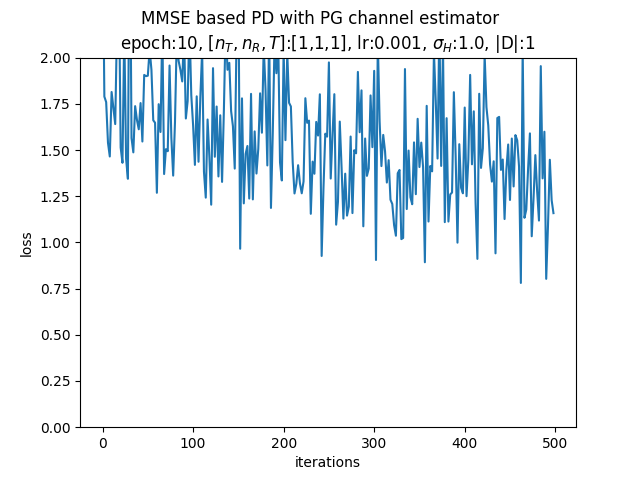 MMSE based PD with PG channel estimator
epoch:10, [n_T, n_R, T]:[1,1,1], lr:0.001, σ_H:1.0, |D|:1
2.00
1.75
1.50
1.25
1.00
0.75
0.50
0.25
0.00
loss
0 100 200 300 400 500
iterations